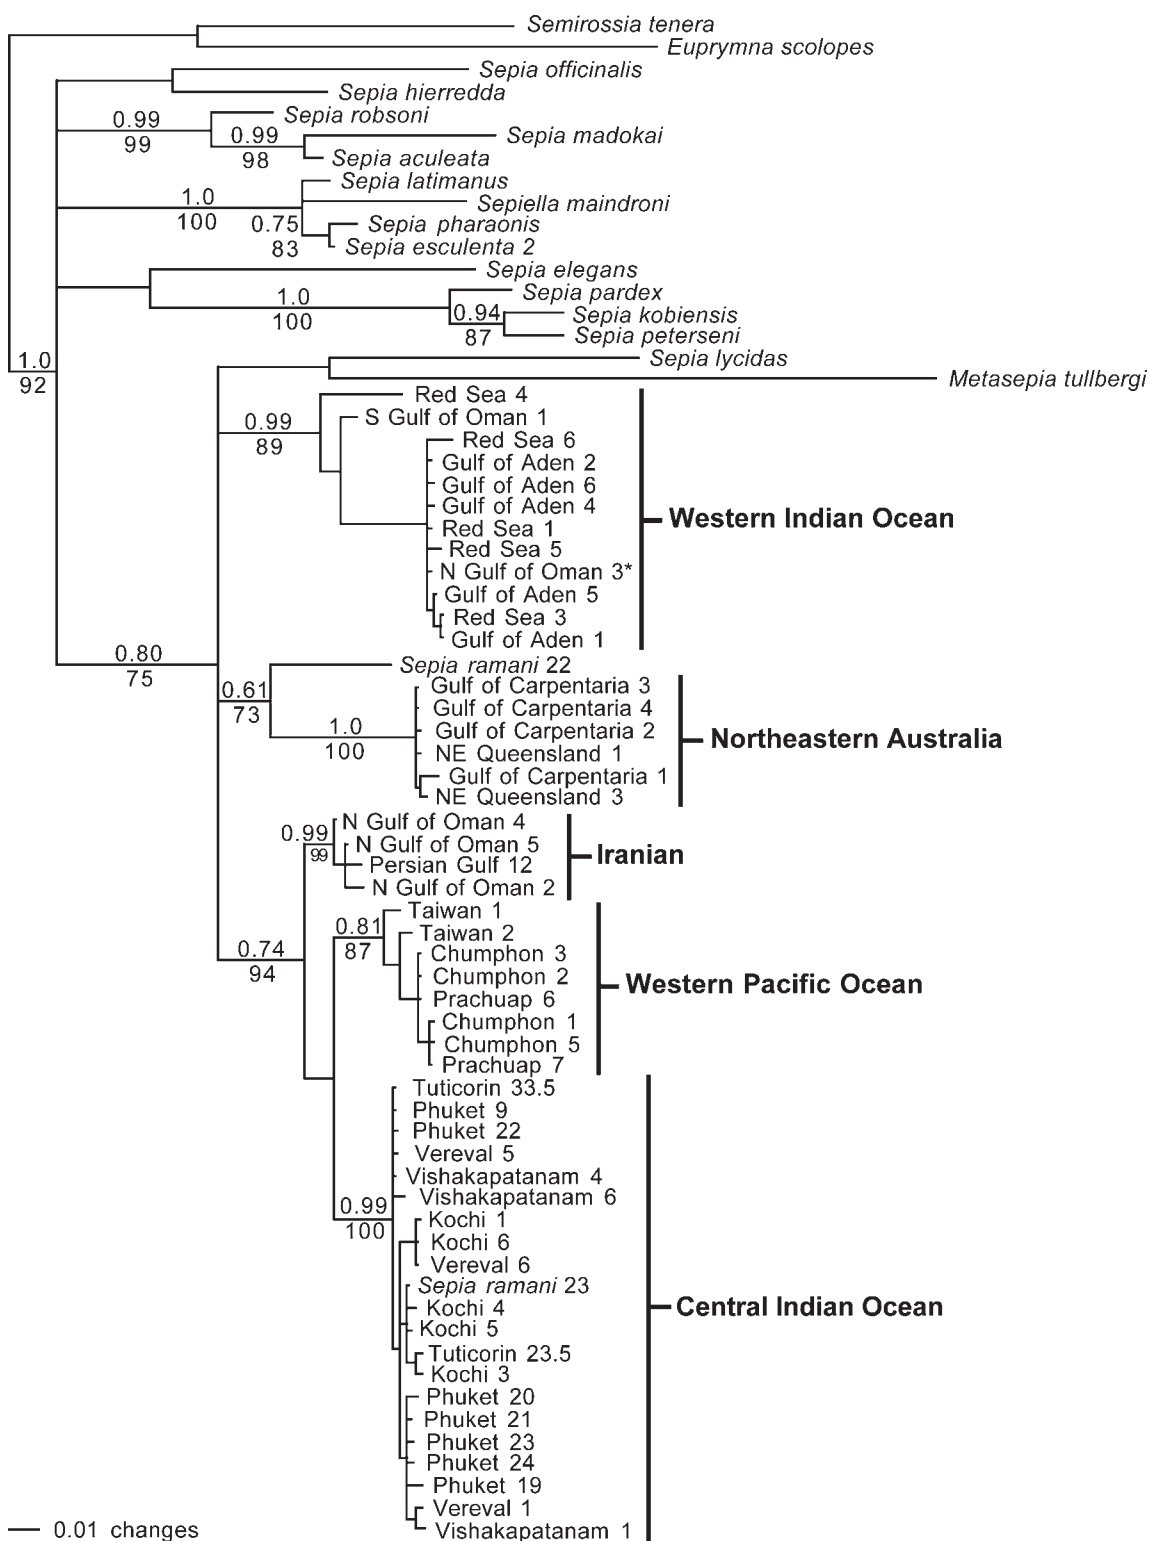 Semirossia tenera
Euprymna scolopes
Sepia officinalis
Sepia hierredda
0.99
99
Sepia robsoni
0.99
98
Sepia madokai
Sepia aculeata
Sepia latimanus
1.0
100
Sepiella maindroni
0.75
83
Sepia pharaonis
Sepia esculenta 2
Sepia elegans
1.0
100
Sepia pardex
0.94
87
Sepia kobiensis
Sepia peterseni
1.0
92
Sepia lycidas
Metasepia tullbergi
Red Sea 4
0.99
89
S Gulf of Oman 1
Red Sea 6
Gulf of Aden 2
Gulf of Aden 6
Gulf of Aden 4
Western Indian Ocean
Red Sea 1
Red Sea 5
N Gulf of Oman 3*
Gulf of Aden 5
Red Sea 3
Gulf of Aden 1
0.80
75
Sepia ramani 22
0.61
73
Gulf of Carpentaria 3
Gulf of Carpentaria 4
1.0
100
Gulf of Carpentaria 2
Northeastern Australia
NE Queensland 1
Gulf of Carpentaria 1
NE Queensland 3
N Gulf of Oman 4
0.99
99
N Gulf of Oman 5
Iranian
Persian Gulf 12
N Gulf of Oman 2
Taiwan 1
0.81
87
Taiwan 2
0.74
94
Chumphon 3
Chumphon 2
Western Pacific Ocean
Prachuap 6
Chumphon 1
Chumphon 5
Prachuap 7
Tuticorin 33.5
Phuket 9
Phuket 22
Vereval 5
Vishakapatanam 4
Vishakapatanam 6
0.99
100
Kochi 1
Kochi 6
Vereval 6
Sepia ramani 23
Kochi 4
Central Indian Ocean
Kochi 5
Tuticorin 23.5
Kochi 3
Phuket 20
Phuket 21
Phuket 23
Phuket 24
Phuket 19
Vereval 1
Vishakapatanam 1
0.01 changes